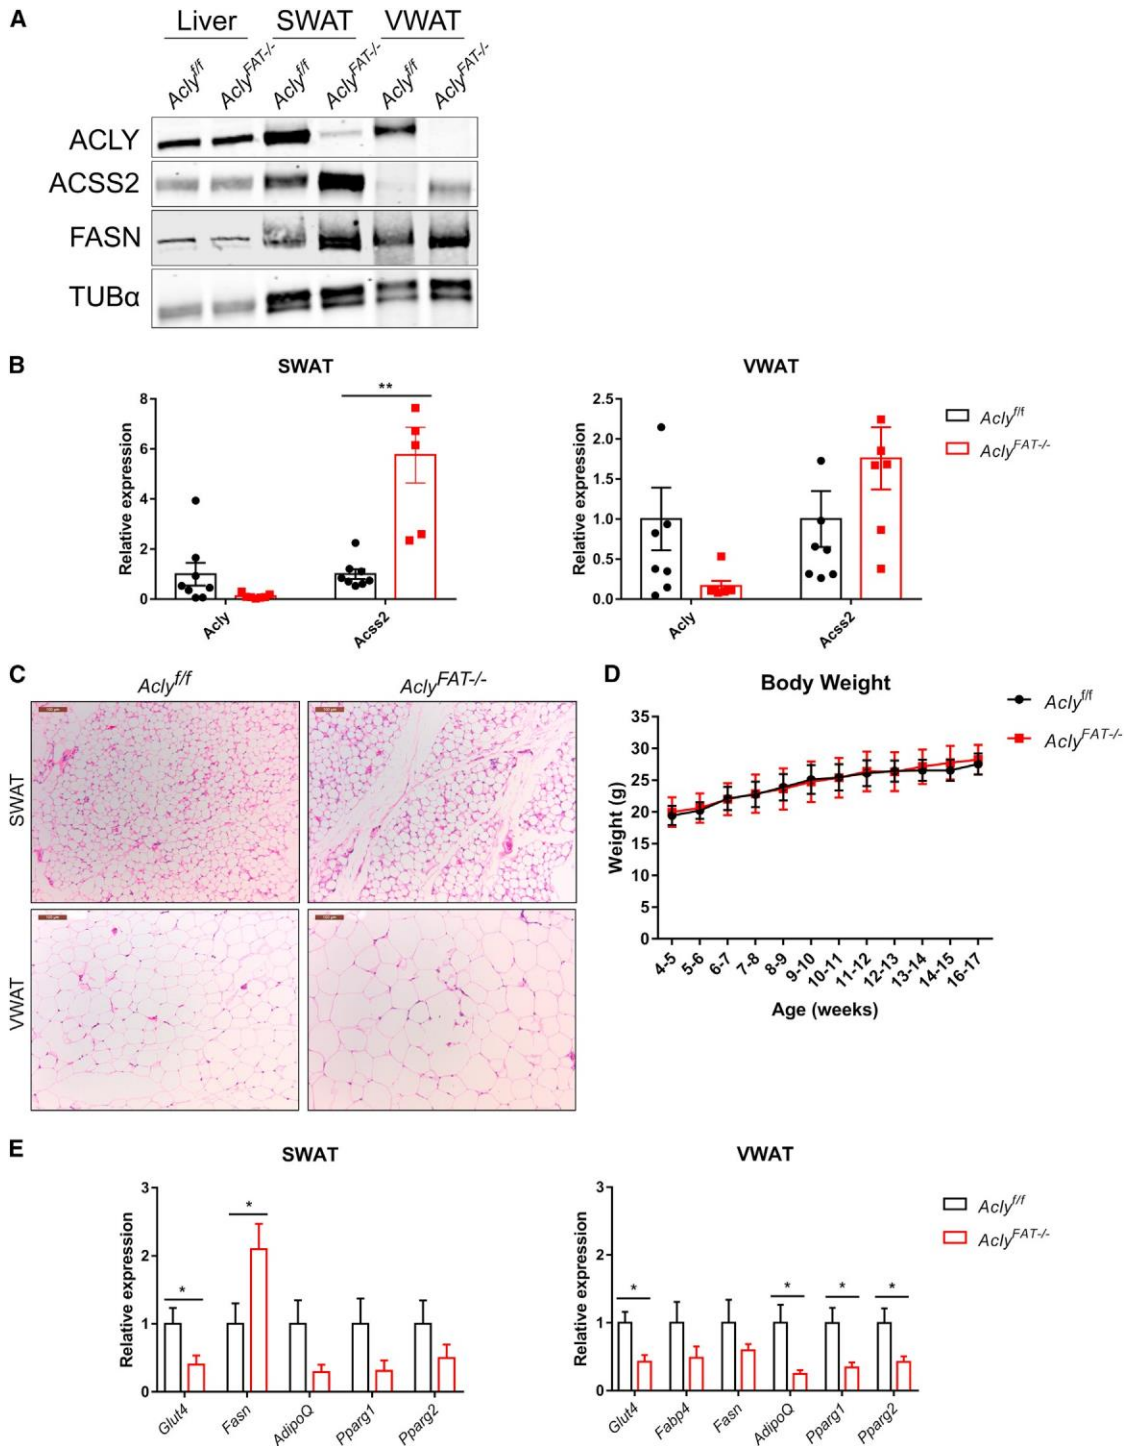 A
Liver SWAT VWAT
Acly^f/f Acly^FAT-/- Acly^f/f Acly^FAT-/- Acly^f/f Acly^FAT-/-
ACLY
ACSS2
FASN
TUBα
B
SWAT
Relative expression
8
6
4
2
0
Acly Acss2
**
VWAT
Relative expression
2.5
2.0
1.5
1.0
0.5
0.0
Acly Acss2
Acly^f/f
Acly^FAT-/-
C
Acly^f/f Acly^FAT-/-
SWAT
VWAT
D
Body Weight
Weight (g)
35
30
25
20
15
10
5
0
4-5 5-6 6-7 7-8 8-9 9-10 10-11 11-12 12-13 13-14 14-15 16-17
Age (weeks)
Acly^f/f
Acly^FAT-/-
E
SWAT
Relative expression
3
2
1
0
* *
Glut4 Fasn AdipoQ Pparg1 Pparg2
VWAT
Relative expression
3
2
1
0
* * * *
Glut4 Fabp4 Fasn AdipoQ Pparg1 Pparg2
Acly^f/f
Acly^FAT-/-